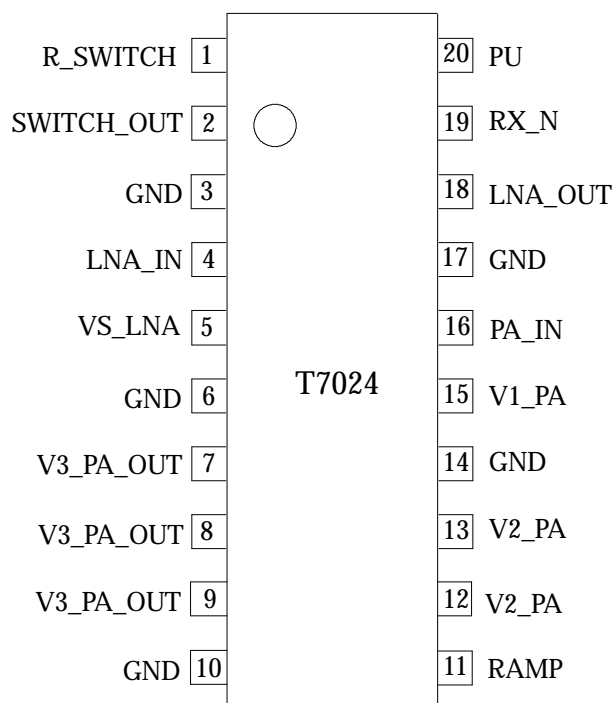 R_SWITCH 1 20 PU
SWITCH_OUT 2 19 RX_N
GND 3 18 LNA_OUT
LNA_IN 4 17 GND
VS_LNA 5 16 PA_IN
T7024
GND 6 15 V1_PA
V3_PA_OUT 7 14 GND
V3_PA_OUT 8 13 V2_PA
V3_PA_OUT 9 12 V2_PA
GND 10 11 RAMP